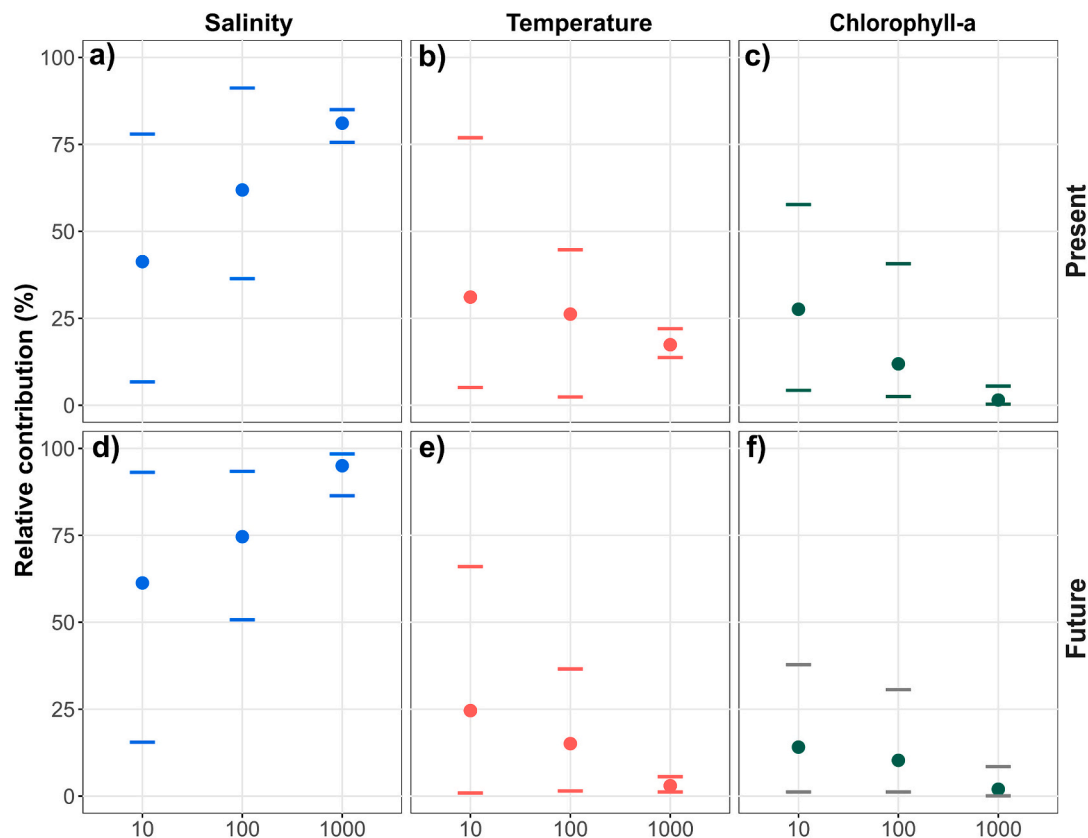 Salinity Temperature Chlorophyll-a
a) b) c)
100
75
50
25
0
Present
Relative contribution (%)
d) e) f)
100
75
50
25
0
Future
10 100 1000 10 100 1000 10 100 1000